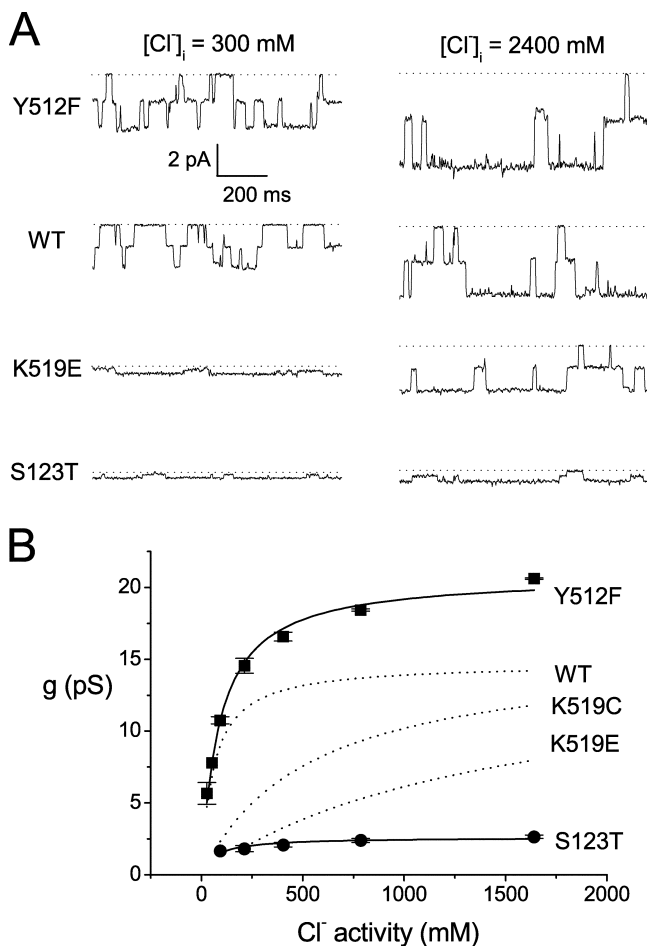 A
[Cl⁻]ᵢ = 300 mM
[Cl⁻]ᵢ = 2400 mM
Y512F
2 pA
200 ms
WT
K519E
S123T
B
g (pS)
20
15
10
5
0
Y512F
WT
K519C
K519E
S123T
0 500 1000 1500 2000
Cl⁻ activity (mM)